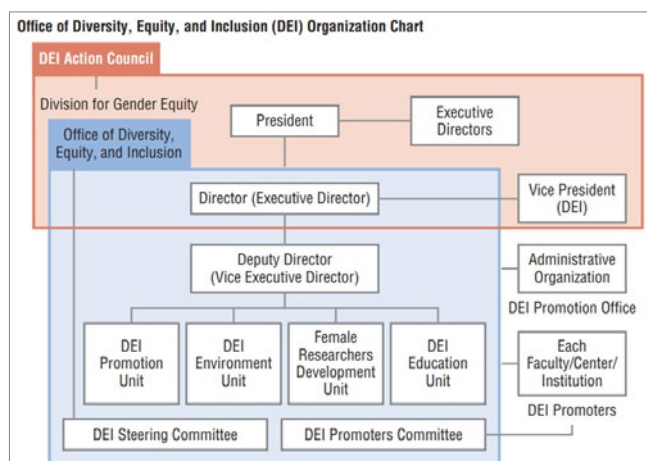 Office of Diversity, Equity, and Inclusion (DEI) Organization Chart
DEI Action Council
Division for Gender Equity
Office of Diversity,
Equity, and Inclusion
President
Executive
Directors
Director (Executive Director)
Vice President
(DEI)
Deputy Director
(Vice Executive Director)
Administrative
Organization
DEI Promotion Office
DEI
Promotion
Unit
DEI
Environment
Unit
Female
Researchers
Development
Unit
DEI
Education
Unit
Each
Faculty/Center/
Institution
DEI Promoters
DEI Steering Committee
DEI Promoters Committee